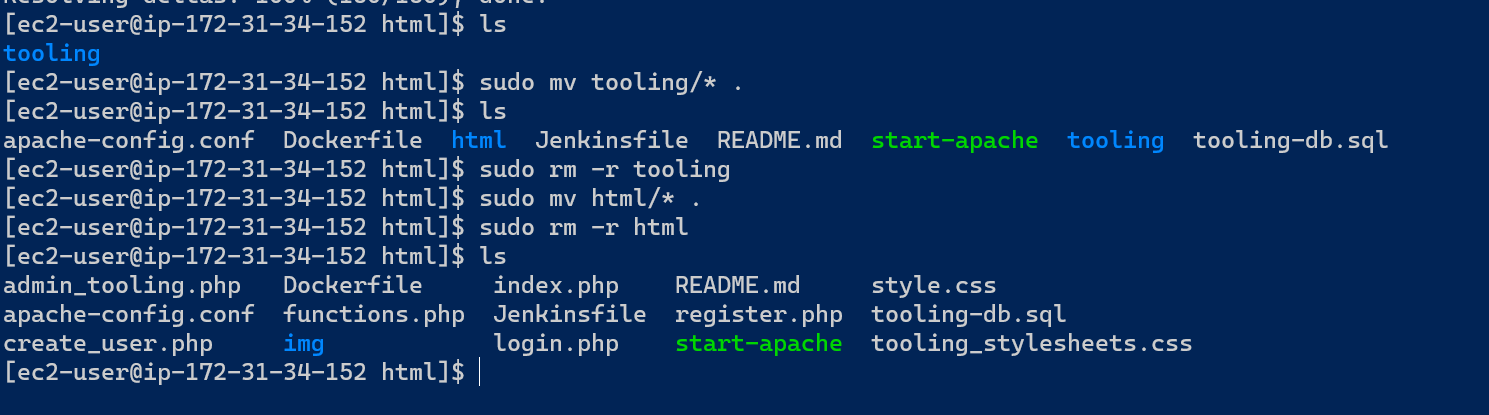 Resolving deltas: 100% (186/186), done.
[ec2-user@ip-172-31-34-152 html]$ ls
tooling
[ec2-user@ip-172-31-34-152 html]$ sudo mv tooling/* .
[ec2-user@ip-172-31-34-152 html]$ ls
apache-config.conf  Dockerfile  html  Jenkinsfile  README.md  start-apache  tooling  tooling-db.sql
[ec2-user@ip-172-31-34-152 html]$ sudo rm -r tooling
[ec2-user@ip-172-31-34-152 html]$ sudo mv html/* .
[ec2-user@ip-172-31-34-152 html]$ sudo rm -r html
[ec2-user@ip-172-31-34-152 html]$ ls
admin_tooling.php   Dockerfile     index.php    README.md     style.css
apache-config.conf  functions.php  Jenkinsfile  register.php  tooling-db.sql
create_user.php     img            login.php    start-apache  tooling_stylesheets.css
[ec2-user@ip-172-31-34-152 html]$